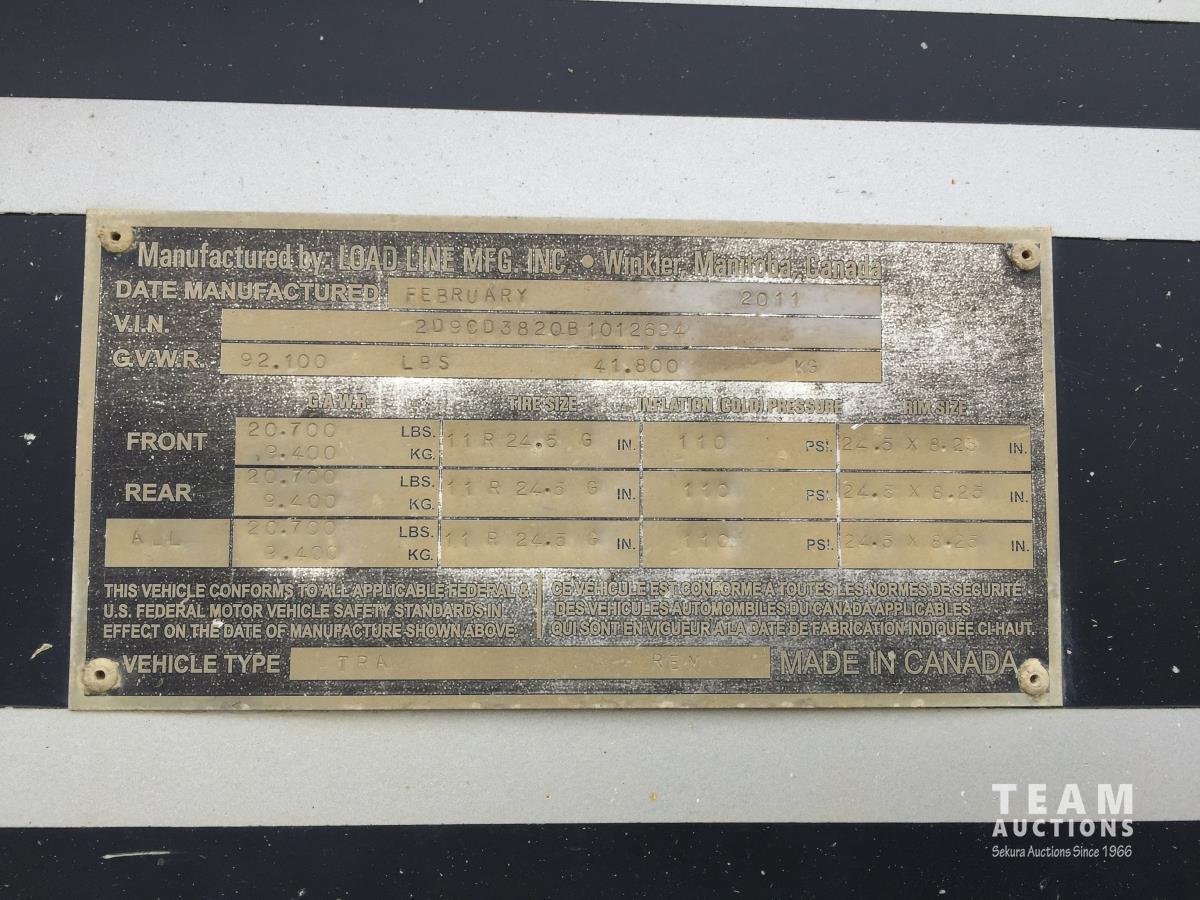 Manufactured by: LOAD LINE MFG. INC. • Winkler, Manitoba, Canada
DATE MANUFACTURED FEBRUARY 2011
V.I.N. 2D9CD3820B1012694
G.V.W.R. 92.100 LBS 41.800 KG
G.A.W.R. TIRE SIZE INFLATION (COLD) PRESSURE RIM SIZE
FRONT 20.700 LBS. 9.400 KG. 11 R 24.5 G IN. 110 PSI. 24.5 X 8.25 IN.
REAR 20.700 LBS. 9.400 KG. 11 R 24.5 G IN. 110 PSI. 24.5 X 8.25 IN.
ALL 20.700 LBS. 9.400 KG. 11 R 24.5 G IN. 110 PSI. 24.5 X 8.25 IN.
THIS VEHICLE CONFORMS TO ALL APPLICABLE FEDERAL &
U.S. FEDERAL MOTOR VEHICLE SAFETY STANDARDS IN
EFFECT ON THE DATE OF MANUFACTURE SHOWN ABOVE.
CE VÉHICULE EST CONFORME A TOUTES LES NORMES DE SÉCURITÉ
DES VÉHICULES AUTOMOBILES DU CANADA APPLICABLES
QUI SONT EN VIGUEUR A LA DATE DE FABRICATION INDIQUÉE CI-HAUT.
VEHICLE TYPE TRA REM MADE IN CANADA
TEAM
AUCTIONS
Sekura Auctions Since 1966